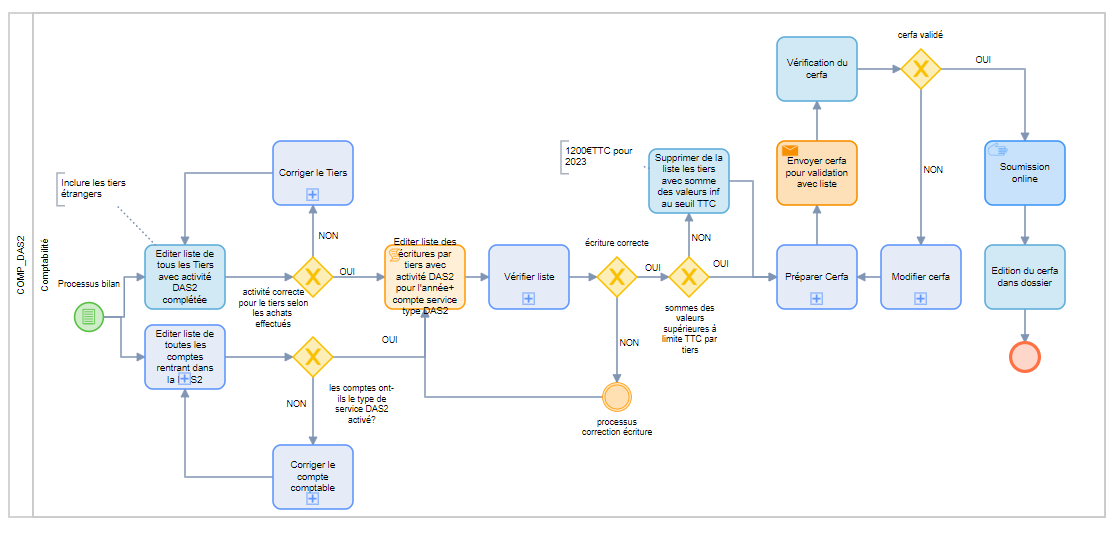 COMP_DAS2
Comptabilité
Processus bilan
Inclure les tiers
étrangers
Editer liste de
tous les Tiers
avec activité
DAS2
complétée
Editer liste de
toutes les
comptes
rentrant dans
la DAS2
Corriger le Tiers
NON
OUI
activité correcte
pour le tiers selon
les achats
effectués
OUI
NON
les comptes ont-
ils le type de
service DAS2
activé?
Corriger le
compte
comptable
Editer liste des
écritures par
tiers avec
activité DAS2
pour l'année+
compte service
type DAS2
Vérifier liste
écriture correcte
OUI
NON
processus
correction écriture
1200€TTC pour
2023
Supprimer de la
liste les tiers
avec somme
des valeurs inf
au seuil TTC
NON
OUI
sommes des
valeurs
supérieures à
limite TTC par
tiers
Préparer Cerfa
Envoyer cerfa
pour validation
avec liste
Vérification du
cerfa
cerfa validé
OUI
NON
Modifier cerfa
Soumission
online
Edition du cerfa
dans dossier